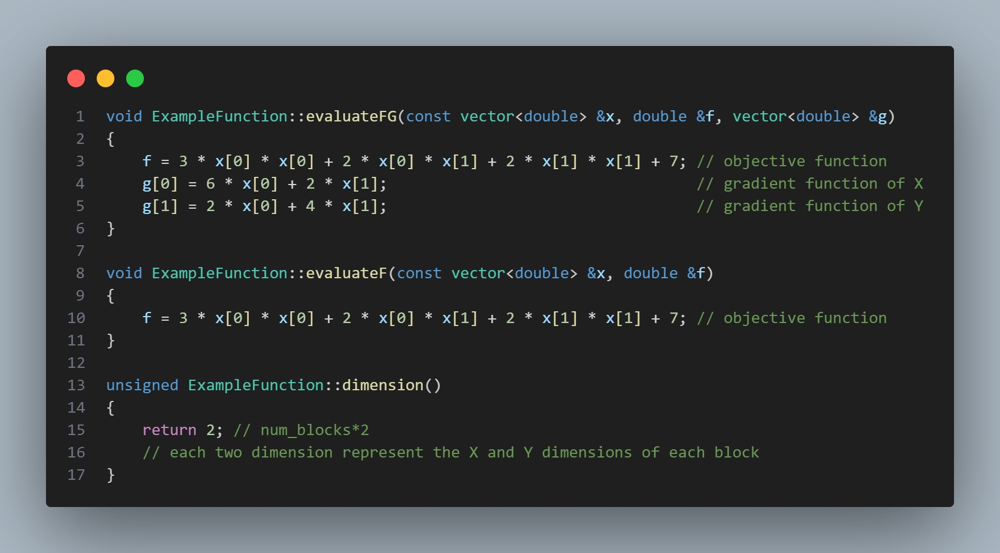 1 void ExampleFunction::evaluateFG(const vector<double> &x, double &f, vector<double> &g)
2 {
3     f = 3 * x[0] * x[0] + 2 * x[0] * x[1] + 2 * x[1] * x[1] + 7; // objective function
4     g[0] = 6 * x[0] + 2 * x[1];                                  // gradient function of X
5     g[1] = 2 * x[0] + 4 * x[1];                                  // gradient function of Y
6 }
7
8 void ExampleFunction::evaluateF(const vector<double> &x, double &f)
9 {
10     f = 3 * x[0] * x[0] + 2 * x[0] * x[1] + 2 * x[1] * x[1] + 7; // objective function
11 }
12
13 unsigned ExampleFunction::dimension()
14 {
15     return 2; // num_blocks*2
16     // each two dimension represent the X and Y dimensions of each block
17 }